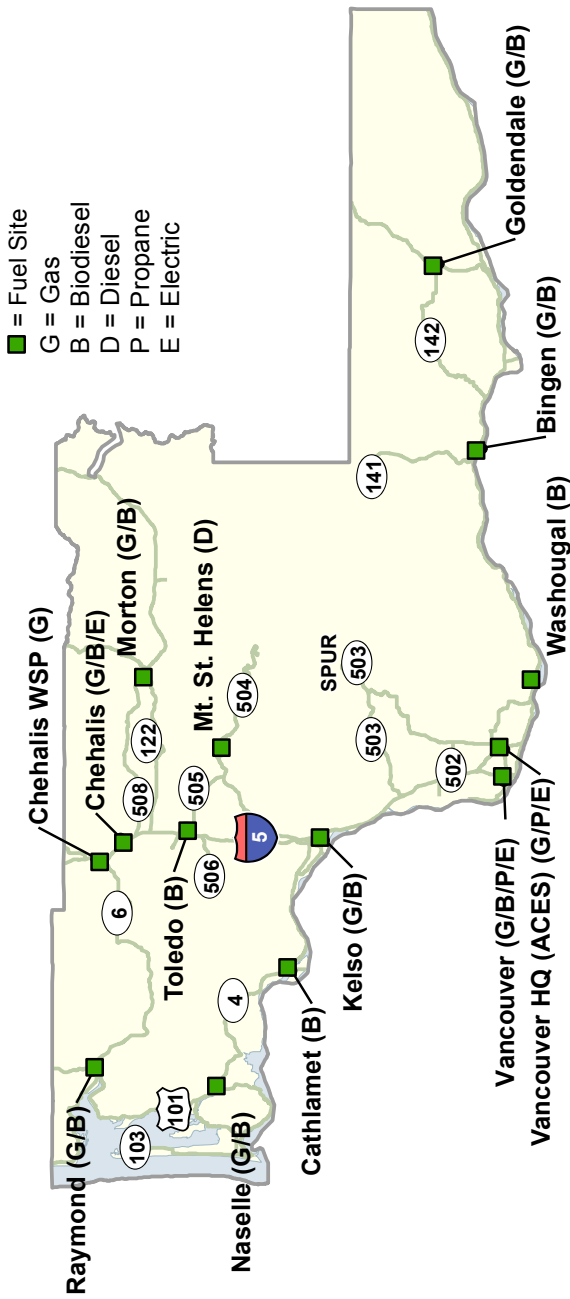 = Fuel Site
G = Gas
B = Biodiesel
D = Diesel
P = Propane
E = Electric
Chehalis WSP (G)
Chehalis (G/B/E)
Morton (G/B)
Raymond (G/B)
6
508
122
Mt. St. Helens (D)
Toledo (B)
505
504
506
5
101
103
4
Naselle (G/B)
Cathlamet (B)
Kelso (G/B)
SPUR
503
503
502
141
142
Goldendale (G/B)
Bingen (G/B)
Washougal (B)
Vancouver (G/B/P/E)
Vancouver HQ (ACES) (G/P/E)